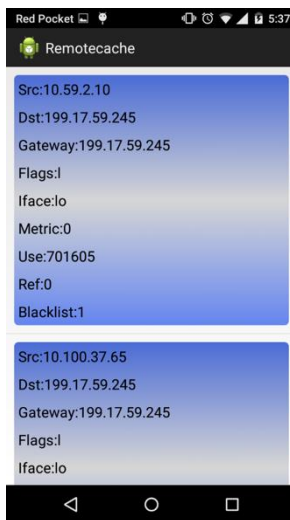 Red Pocket 5:37
Remotecache
Src:10.59.2.10
Dst:199.17.59.245
Gateway:199.17.59.245
Flags:l
Iface:lo
Metric:0
Use:701605
Ref:0
Blacklist:1
Src:10.100.37.65
Dst:199.17.59.245
Gateway:199.17.59.245
Flags:l
Iface:lo